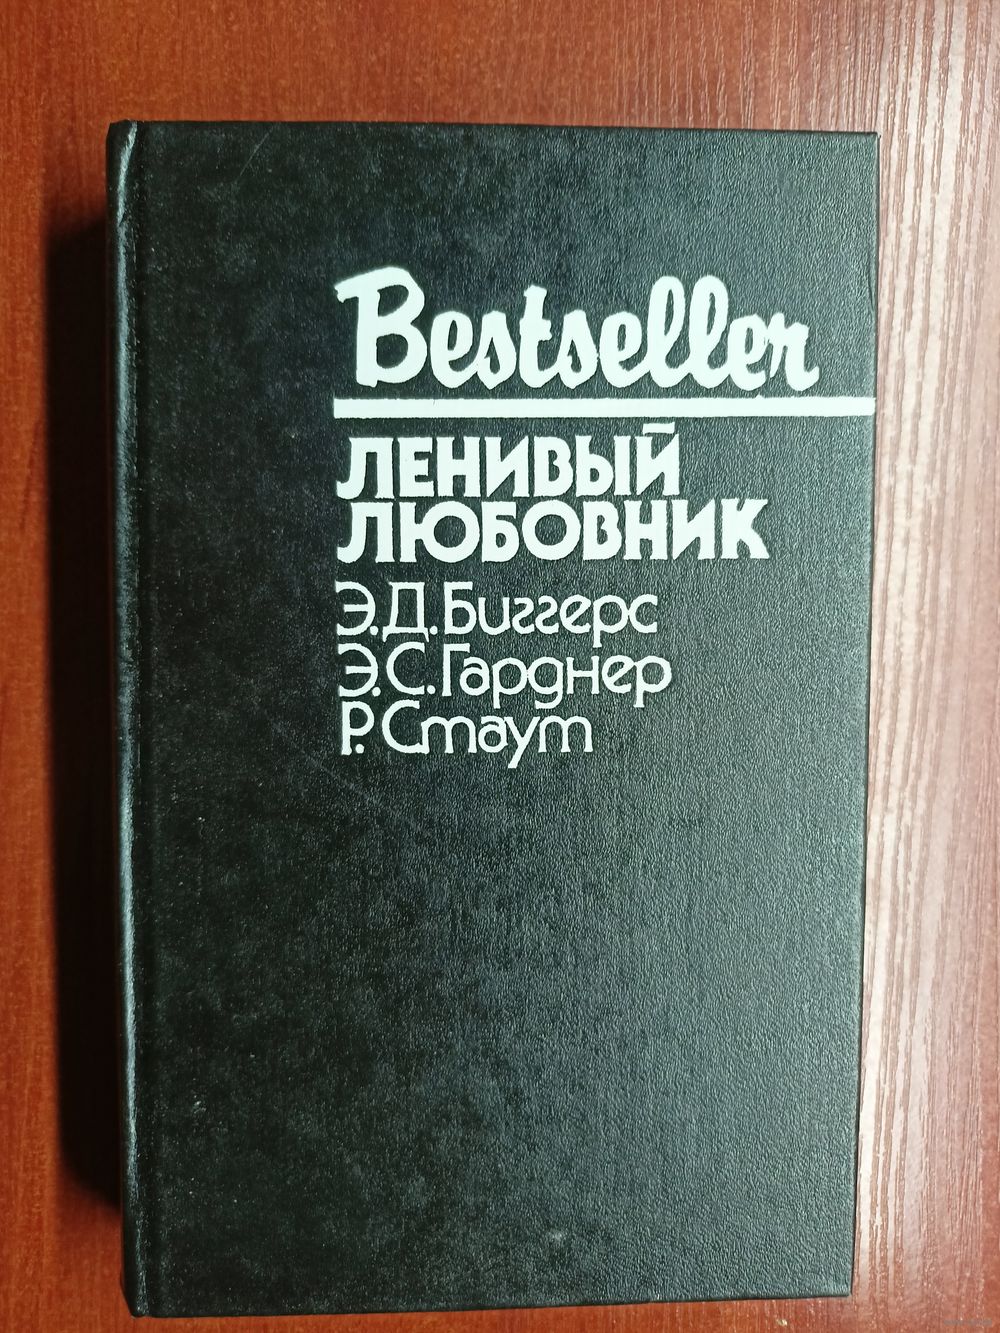 Bestseller
ЛЕНИВЫЙ
ЛЮБОВНИК
Э.Д.Биггерс
Э.С.Гарднер
Р.Стаут